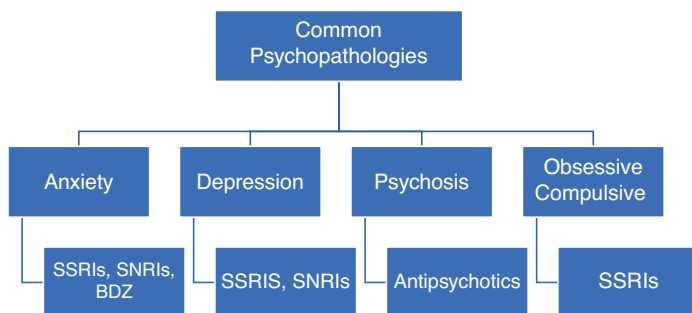 Common
Psychopathologies
Anxiety
Depression
Psychosis
Obsessive
Compulsive
SSRIs, SNRIs,
BDZ
SSRIS, SNRIs
Antipsychotics
SSRIs